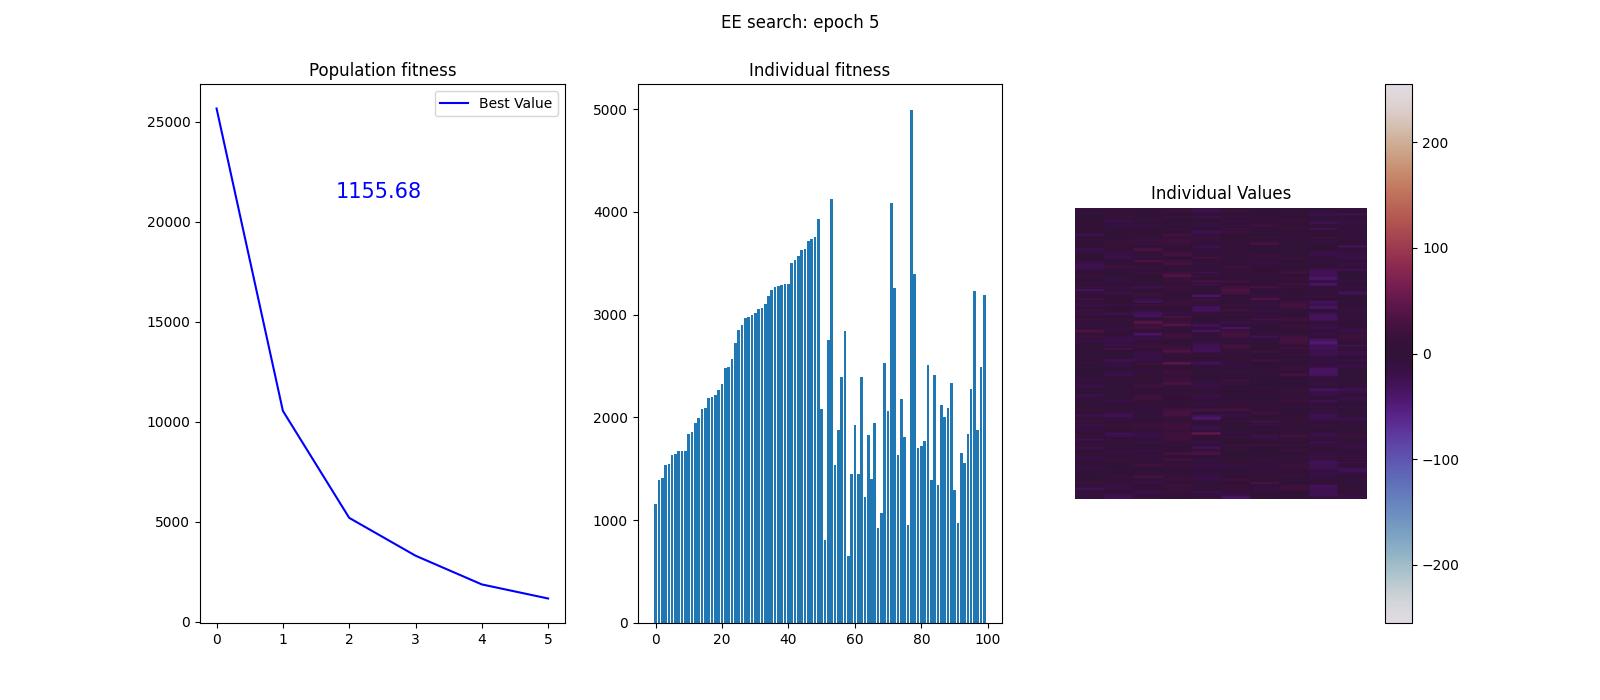 EE search: epoch 5
Population fitness
Best Value
1155.68
25000
20000
15000
10000
5000
0
0 1 2 3 4 5
Individual fitness
5000
4000
3000
2000
1000
0
0 20 40 60 80 100
Individual Values
200
100
0
−100
−200